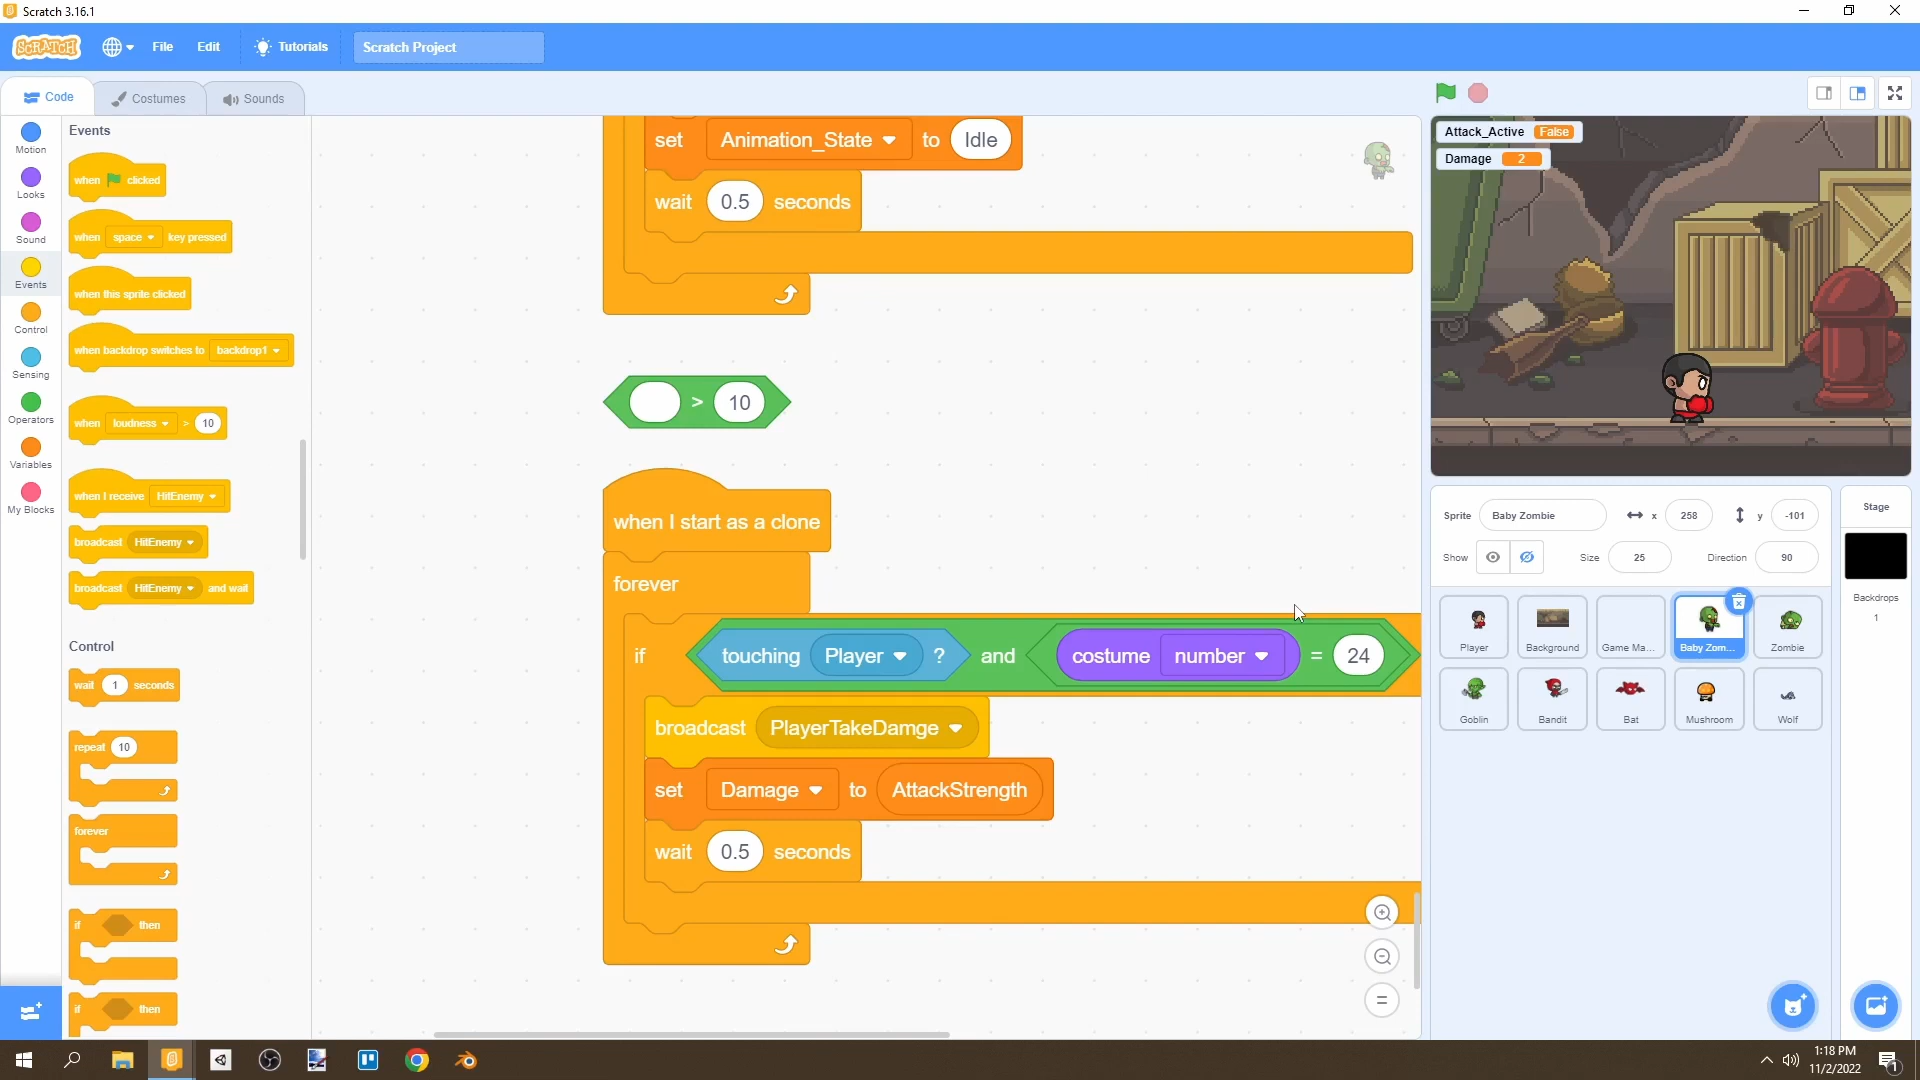 Scratch 3.16.1
SCRATCH
File
Edit
Tutorials
Scratch Project
Code
Costumes
Sounds
Motion
Looks
Sound
Events
Control
Sensing
Operators
Variables
My Blocks
Events
when clicked
when space key pressed
when this sprite clicked
when backdrop switches to backdrop1
when loudness > 10
when I receive HitEnemy
broadcast HitEnemy
broadcast HitEnemy and wait
Control
wait 1 seconds
repeat 10
forever
if then
if then
set Animation_State to Idle
wait 0.5 seconds
> 10
when I start as a clone
forever
if touching Player ? and costume number = 24
broadcast PlayerTakeDamge
set Damage to AttackStrength
wait 0.5 seconds
Attack_Active False
Damage 2
Sprite Baby Zombie x 258 y -101
Show Size 25 Direction 90
Player
Background
Game Ma...
Baby Zom...
Zombie
Goblin
Bandit
Bat
Mushroom
Wolf
Stage
Backdrops
1
1:18 PM
11/2/2022
1